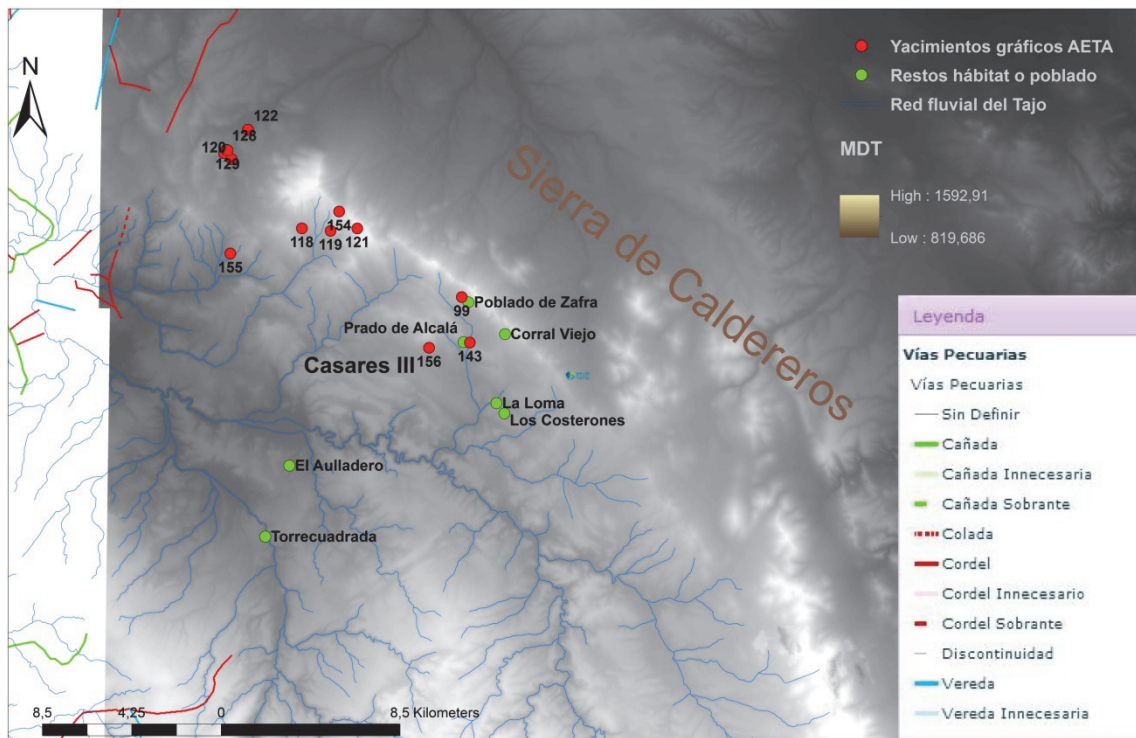 N
Yacimientos gráficos AETA
Restos hábitat o poblado
Red fluvial del Tajo
MDT
High : 1592,91
Low : 819,686
Sierra de Caldereros
122
128
120
129
154
118
119
121
155
99
Poblado de Zafra
Prado de Alcalá
Corral Viejo
143
156
Casares III
La Loma
Los Costerones
El Aulladero
Torrecuadrada
Leyenda
Vías Pecuarias
Vías Pecuarias
Sin Definir
Cañada
Cañada Innecesaria
Cañada Sobrante
Colada
Cordel
Cordel Innecesario
Cordel Sobrante
Discontinuidad
Vereda
Vereda Innecesaria
8,5 4,25 0 8,5 Kilometers